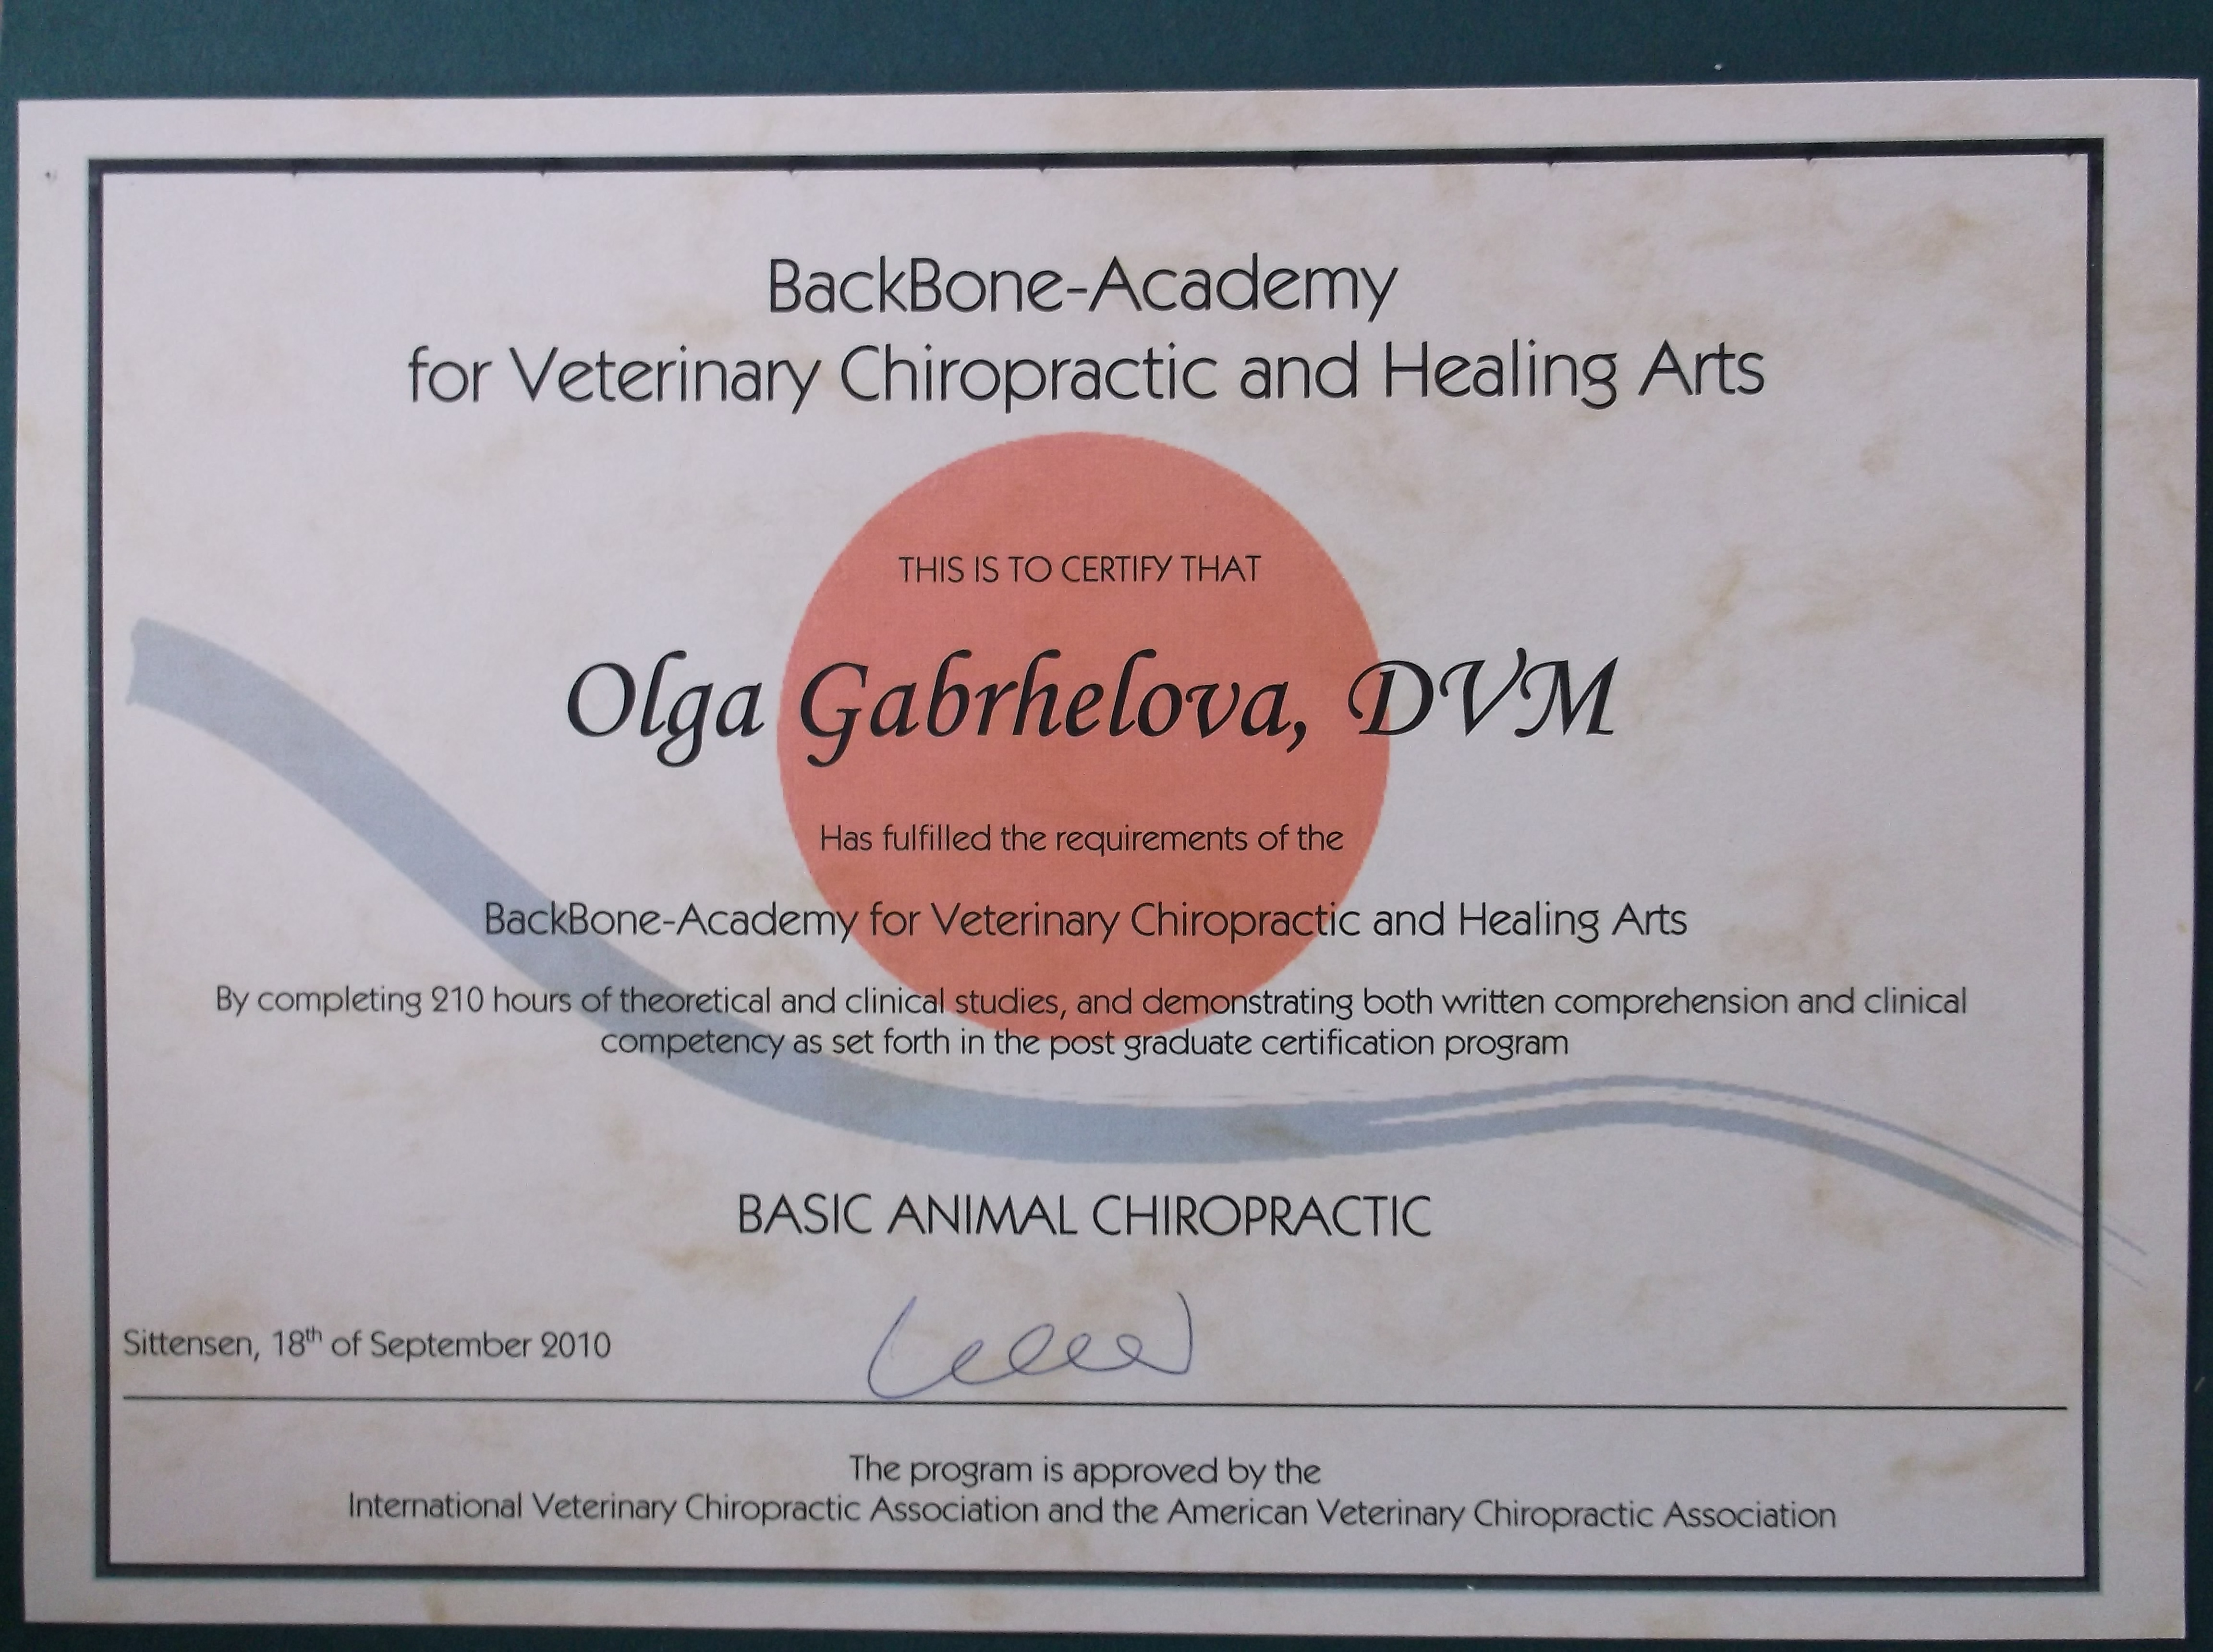 BackBone-Academy
for Veterinary Chiropractic and Healing Arts
THIS IS TO CERTIFY THAT
Olga Gabrhelova, DVM
Has fulfilled the requirements of the
BackBone-Academy for Veterinary Chiropractic and Healing Arts
By completing 210 hours of theoretical and clinical studies, and demonstrating both written comprehension and clinical
competency as set forth in the post graduate certification program
BASIC ANIMAL CHIROPRACTIC
Sittensen, 18th of September 2010
The program is approved by the
International Veterinary Chiropractic Association and the American Veterinary Chiropractic Association